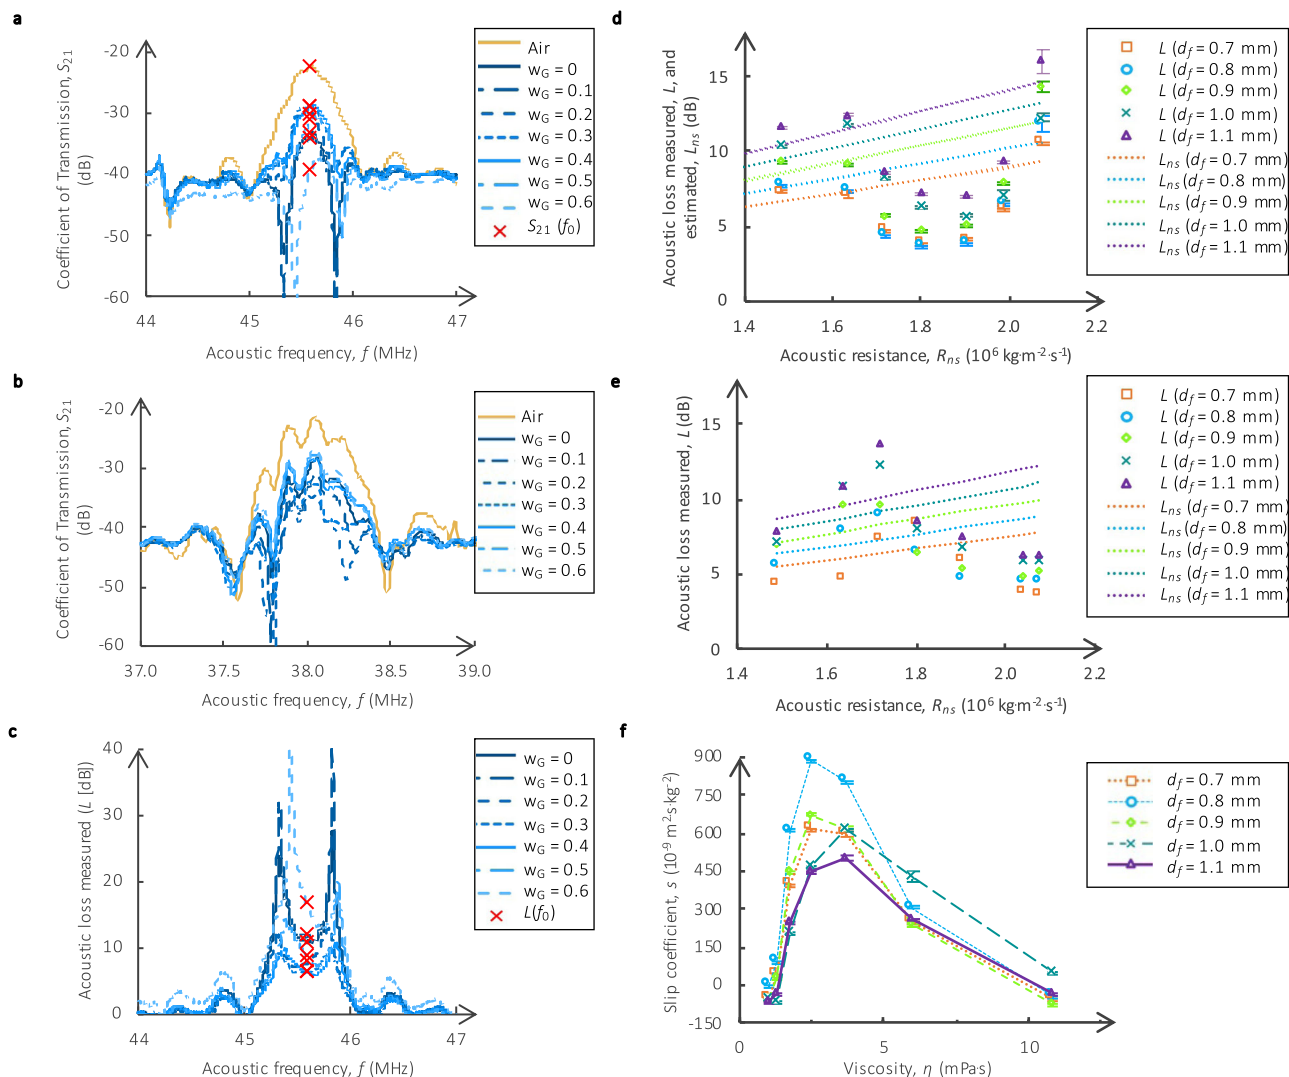 a
Coefficient of Transmission, S21
(dB)
-20
-30
-40
-50
-60
44
45
46
47
Acoustic frequency, f (MHz)
Air
wG = 0
wG = 0.1
wG = 0.2
wG = 0.3
wG = 0.4
wG = 0.5
wG = 0.6
S21 (f0)
b
Coefficient of Transmission, S21
(dB)
-20
-30
-40
-50
-60
37.0
37.5
38.0
38.5
39.0
Acoustic frequency, f (MHz)
Air
wG = 0
wG = 0.1
wG = 0.2
wG = 0.3
wG = 0.4
wG = 0.5
wG = 0.6
c
Acoustic loss measured (L [dB]
40
30
20
10
0
44
45
46
47
Acoustic frequency, f (MHz)
wG = 0
wG = 0.1
wG = 0.2
wG = 0.3
wG = 0.4
wG = 0.5
wG = 0.6
L(f0)
d
Acoustic loss measured, L, and
estimated, Lns (dB)
15
10
5
0
1.4
1.6
1.8
2.0
2.2
Acoustic resistance, Rns (10⁶ kg·m⁻²·s⁻¹)
L (df = 0.7 mm)
L (df = 0.8 mm)
L (df = 0.9 mm)
L (df = 1.0 mm)
L (df = 1.1 mm)
Lns (df = 0.7 mm)
Lns (df = 0.8 mm)
Lns (df = 0.9 mm)
Lns (df = 1.0 mm)
Lns (df = 1.1 mm)
e
Acoustic loss measured, L (dB)
15
10
5
0
1.4
1.6
1.8
2.0
2.2
Acoustic resistance, Rns (10⁶ kg·m⁻²·s⁻¹)
L (df = 0.7 mm)
L (df = 0.8 mm)
L (df = 0.9 mm)
L (df = 1.0 mm)
L (df = 1.1 mm)
Lns (df = 0.7 mm)
Lns (df = 0.8 mm)
Lns (df = 0.9 mm)
Lns (df = 1.0 mm)
Lns (df = 1.1 mm)
f
Slip coefficient, s (10⁻⁹ m²s·kg⁻²)
900
750
600
450
300
150
0
-150
0
5
10
Viscosity, η (mPa·s)
df = 0.7 mm
df = 0.8 mm
df = 0.9 mm
df = 1.0 mm
df = 1.1 mm